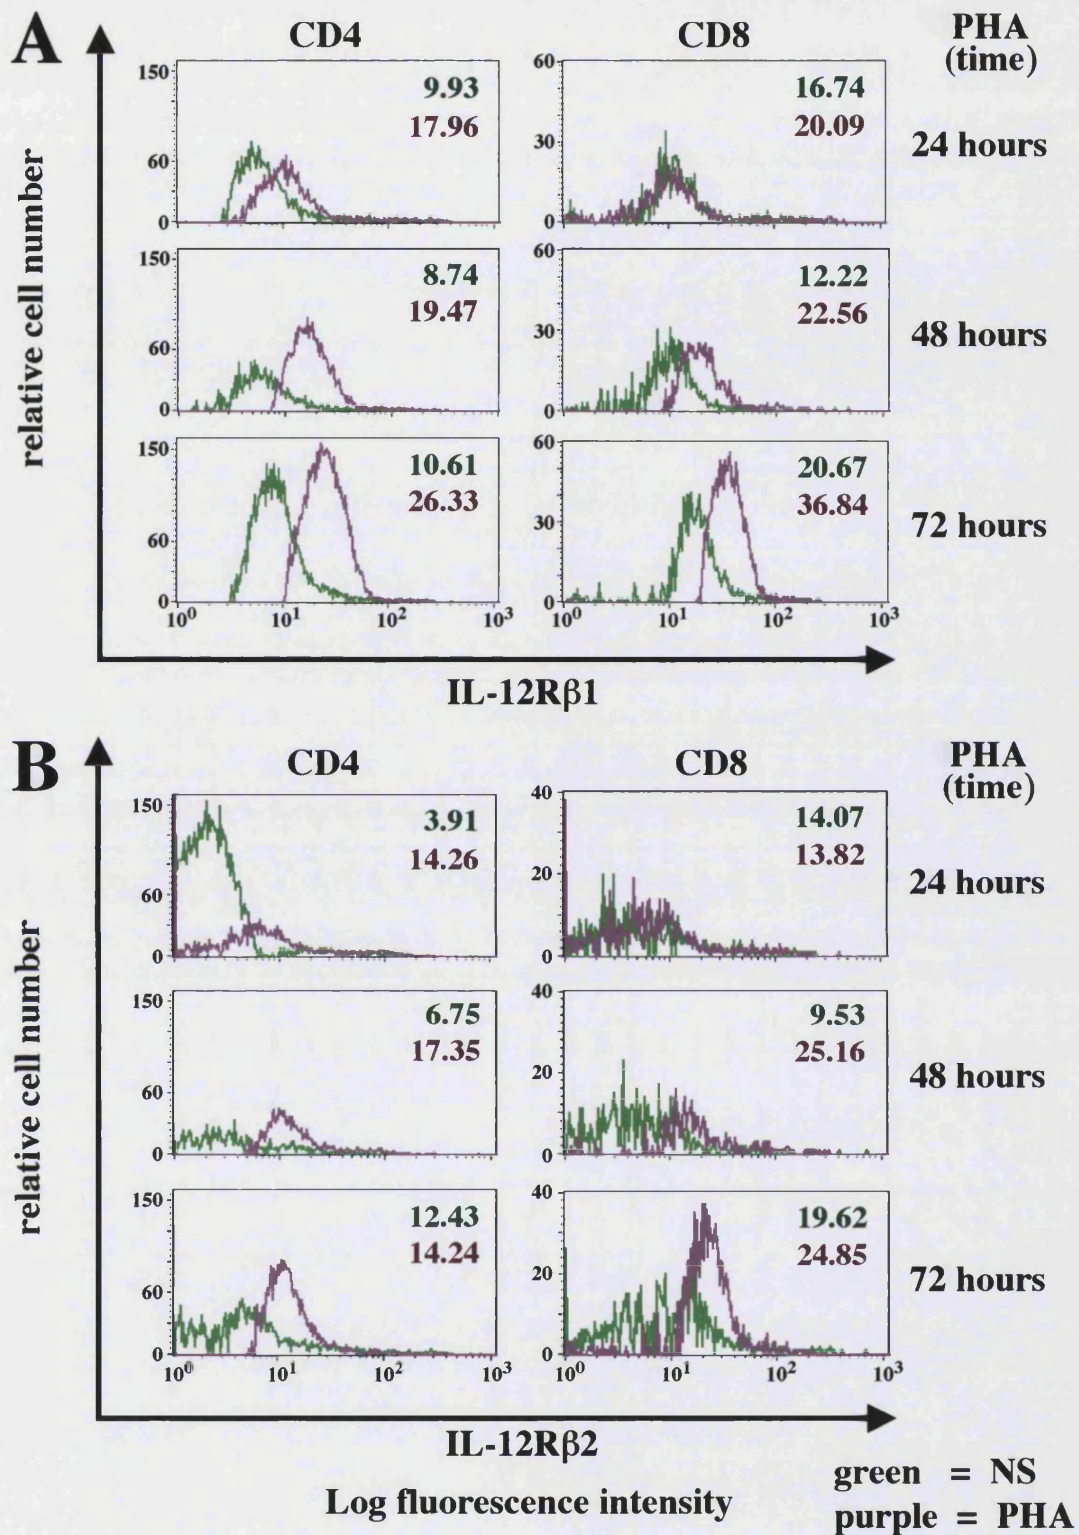 A
CD4
CD8
PHA
(time)
relative cell number
150
60
0
9.93
17.96
60
30
0
16.74
20.09
24 hours
150
60
0
8.74
19.47
60
30
0
12.22
22.56
48 hours
150
60
0
10.61
26.33
60
30
0
20.67
36.84
72 hours
10⁰ 10¹ 10² 10³
10⁰ 10¹ 10² 10³
IL-12Rβ1
B
CD4
CD8
PHA
(time)
relative cell number
150
60
0
3.91
14.26
40
20
0
14.07
13.82
24 hours
150
60
0
6.75
17.35
40
20
0
9.53
25.16
48 hours
150
60
0
12.43
14.24
40
20
0
19.62
24.85
72 hours
10⁰ 10¹ 10² 10³
10⁰ 10¹ 10² 10³
IL-12Rβ2
Log fluorescence intensity
green = NS
purple = PHA